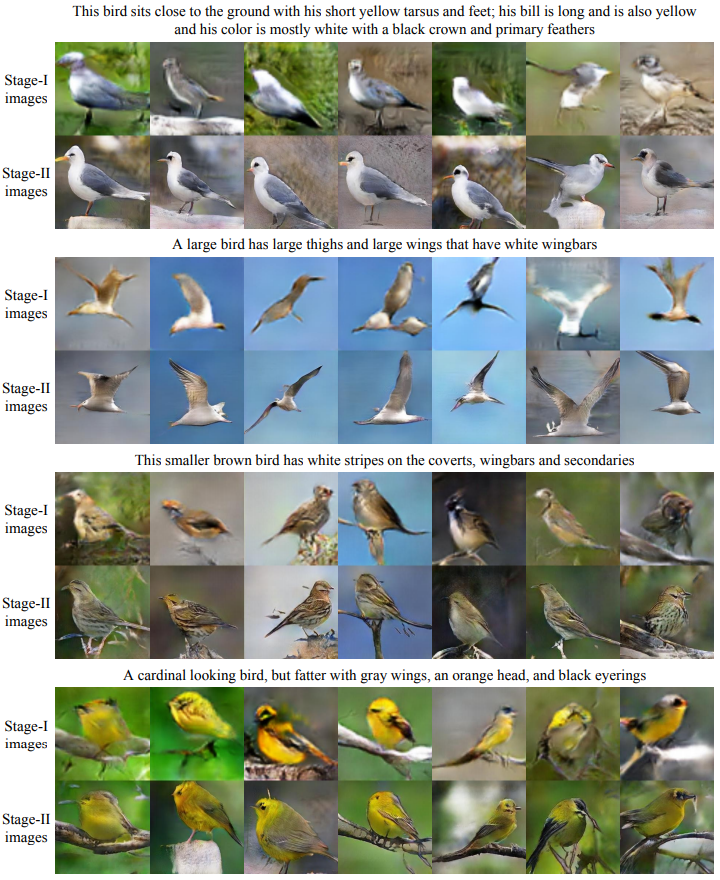 This bird sits close to the ground with his short yellow tarsus and feet; his bill is long and is also yellow
and his color is mostly white with a black crown and primary feathers
Stage-I
images
Stage-II
images
A large bird has large thighs and large wings that have white wingbars
Stage-I
images
Stage-II
images
This smaller brown bird has white stripes on the coverts, wingbars and secondaries
Stage-I
images
Stage-II
images
A cardinal looking bird, but fatter with gray wings, an orange head, and black eyerings
Stage-I
images
Stage-II
images